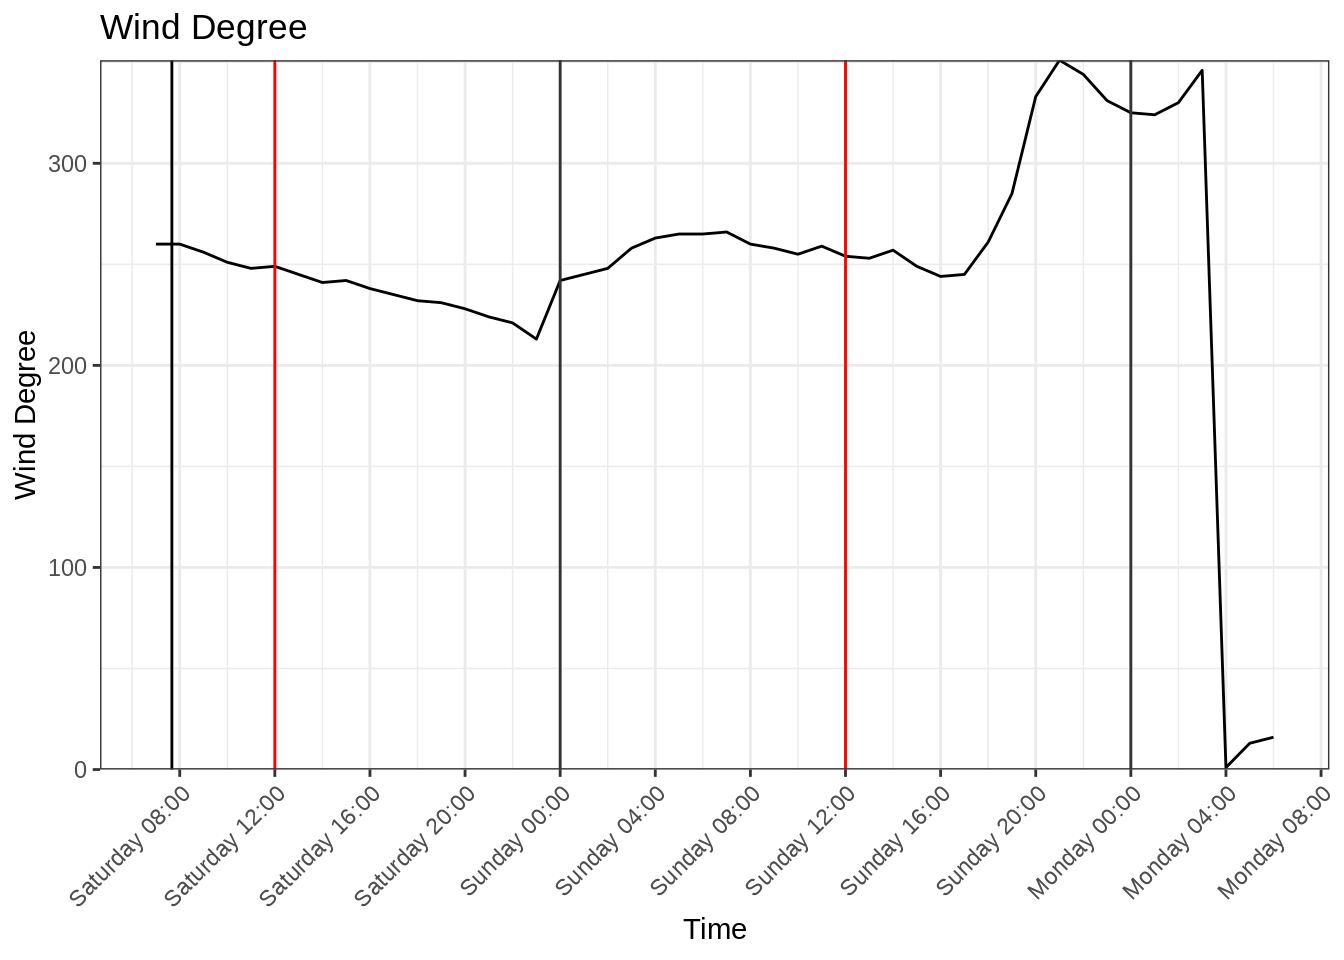 Wind Degree
Wind Degree
300
200
100
0
Saturday 08:00
Saturday 12:00
Saturday 16:00
Saturday 20:00
Sunday 00:00
Sunday 04:00
Sunday 08:00
Sunday 12:00
Sunday 16:00
Sunday 20:00
Monday 00:00
Monday 04:00
Monday 08:00
Time